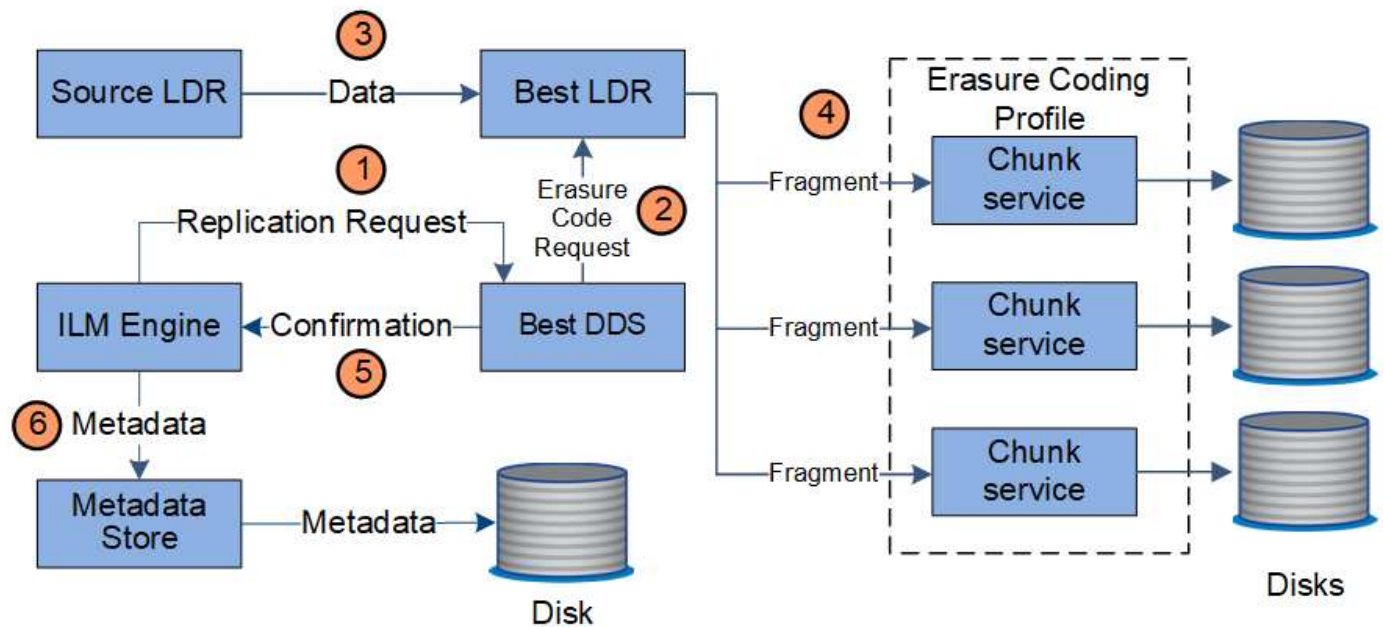 3
Source LDR
Data
Best LDR
4
Erasure Coding
Profile
1
Replication Request
Erasure
Code
Request
2
Fragment
Chunk
service
ILM Engine
Confirmation
Best DDS
5
Fragment
Chunk
service
6
Metadata
Fragment
Chunk
service
Metadata
Store
Metadata
Disk
Disks